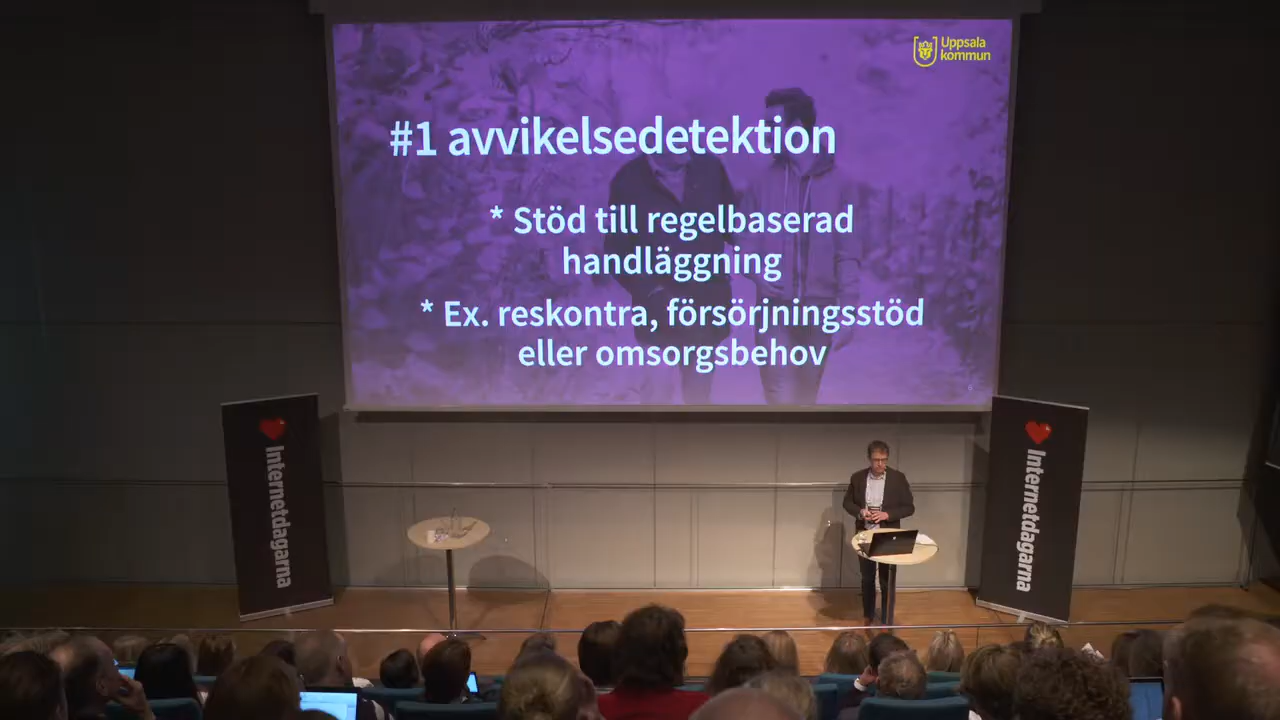 Uppsala
kommun
#1 avvikelsedetektion
* Stöd till regelbaserad
handläggning
* Ex. reskontra, försörjningsstöd
eller omsorgsbehov
Internetdagarna
Internetdagarna